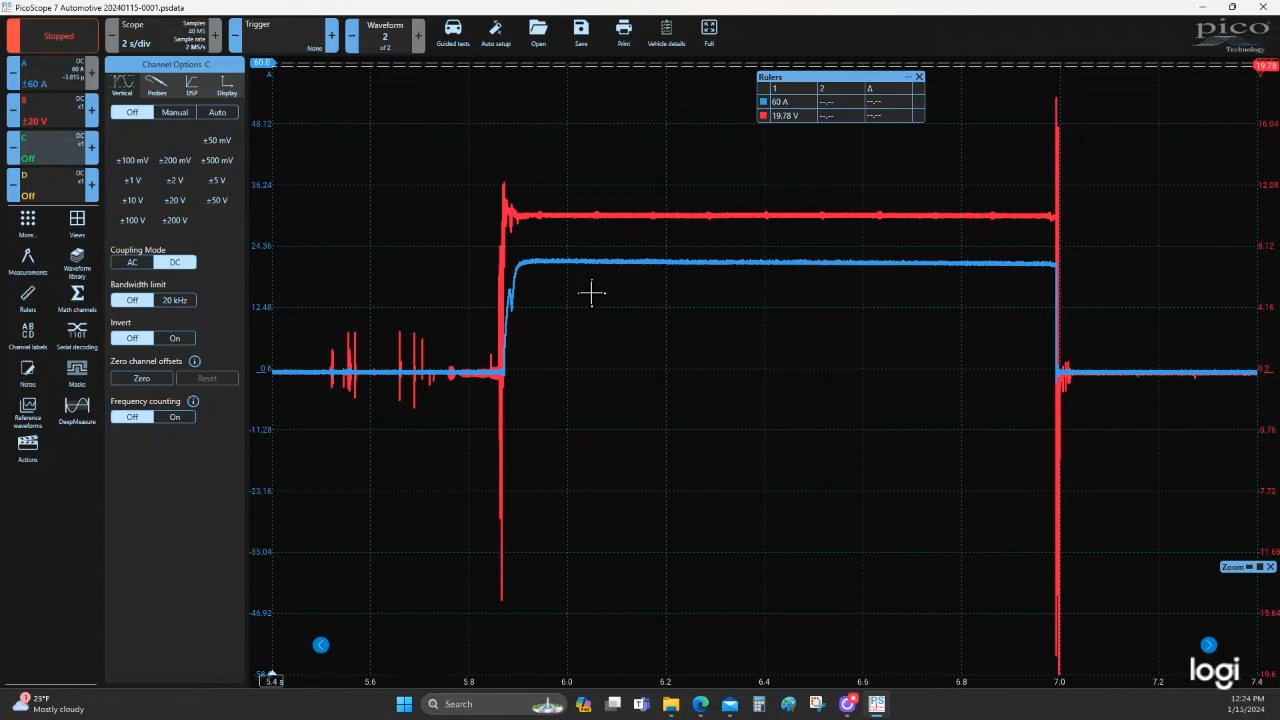 PicoScope 7 Automotive 20240115-0001.psdata
Stopped
Scope
2 s/div
Samples
40 MS
Sample rate
2 MS/s
Trigger
None
Waveform
2
of 2
Guided tests
Auto setup
Open
Save
Print
Vehicle details
Full
pico
Technology
A
DC
60 A
-3.815 µ
±60 A
B
DC
x1
±20 V
C
DC
x1
Off
D
DC
x1
Off
More...
Views
Measurements
Waveform library
Rulers
Math channels
Channel labels
Serial decoding
Notes
Masks
Reference waveforms
DeepMeasure
Actions
Channel Options C
Vertical
Probes
DSP
Display
Off
Manual
Auto
±50 mV
±100 mV
±200 mV
±500 mV
±1 V
±2 V
±5 V
±10 V
±20 V
±50 V
±100 V
±200 V
Coupling Mode
AC
DC
Bandwidth limit
Off
20 kHz
Invert
Off
On
Zero channel offsets
Zero
Reset
Frequency counting
Off
On
60.0
A
48.12
36.24
24.36
12.48
0.6
-11.28
-23.16
-35.04
-46.92
Rulers
1
2
Δ
60 A
--.--
--.--
19.78 V
--.--
--.--
19.78
16.04
12.08
8.12
4.16
0.2
-3.76
-7.72
-11.68
-15.64
-19.6
Zoom
5.4 s
5.6
5.8
6.0
6.2
6.4
6.6
6.8
7.0
7.2
7.4
logi
23°F
Mostly cloudy
Search
12:24 PM
1/15/2024